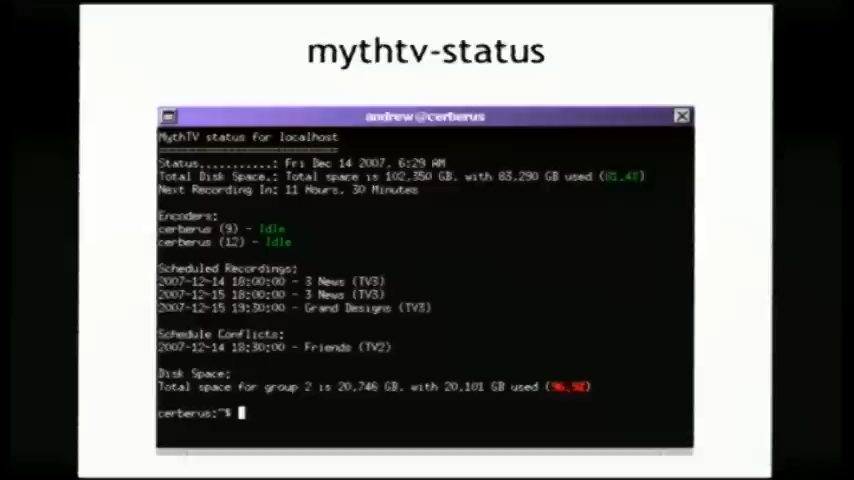 mythtv-status
andrew@cerberus
MythTV status for localhost
Status...........: Fri Dec 14 2007, 6:29 AM
Total Disk Space.: Total space is 102,350 GB, with 83,290 GB used (81.4%)
Next Recording In: 11 Hours, 30 Minutes
Encoders:
cerberus (9) - Idle
cerberus (12) - Idle
Scheduled Recordings:
2007-12-14 18:00:00 - 3 News (TV3)
2007-12-15 18:00:00 - 3 News (TV3)
2007-12-15 19:30:00 - Grand Designs (TV3)
Schedule Conflicts:
2007-12-14 18:30:00 - Friends (TV2)
Disk Space:
Total space for group 2 is 20,746 GB, with 20,101 GB used (96.9%)
cerberus:~$